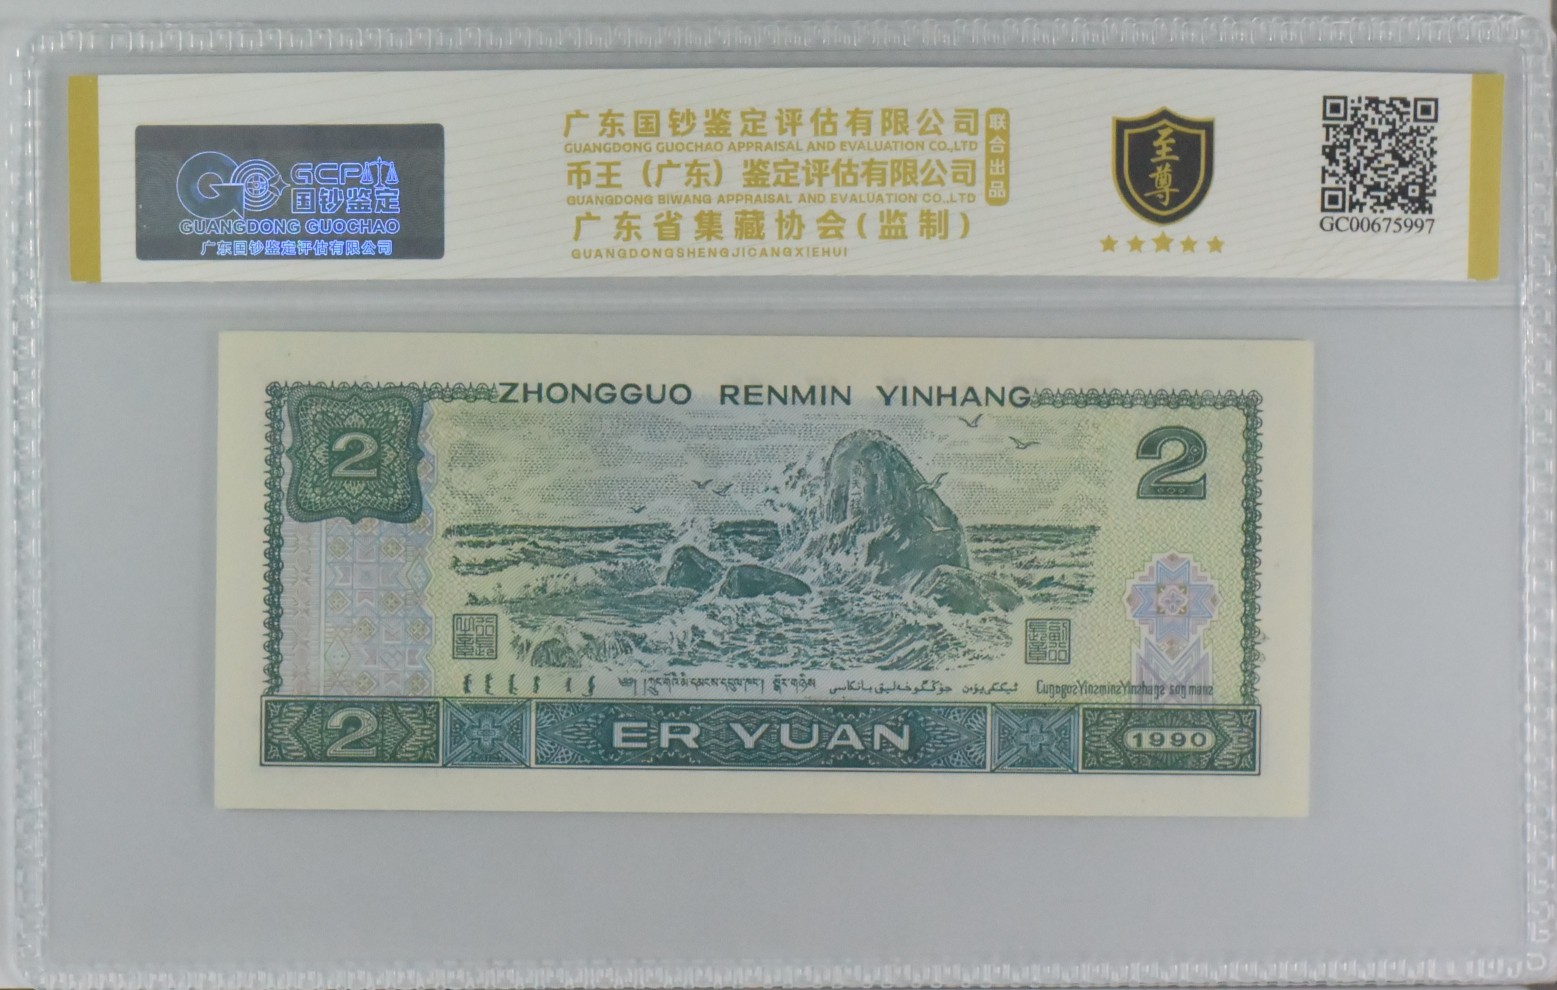 GCP
国钞鉴定
GUANGDONG GUOCHAO
广东国钞鉴定评估有限公司
广东国钞鉴定评估有限公司
GUANGDONG GUOCHAO APPRAISAL AND EVALUATION CO.,LTD
币王（广东）鉴定评估有限公司
GUANGDONG BIWANG APPRAISAL AND EVALUATION CO.,LTD
广东省集藏协会(监制)
GUANGDONGSHENGJICANGXIEHUI
联合出品
至尊
GC00675997
ZHONGGUO RENMIN YINHANG
2
2
2
ER YUAN
1990